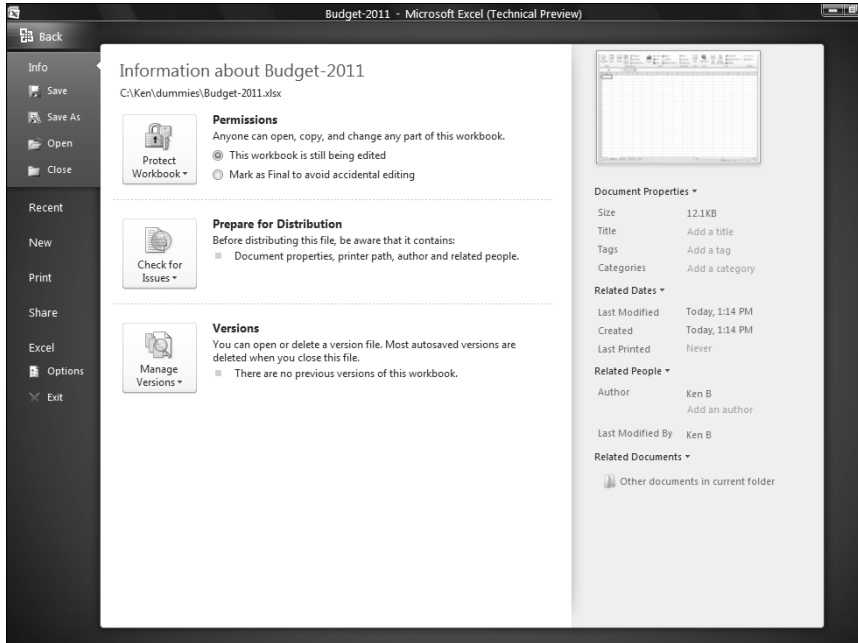 Budget-2011 - Microsoft Excel (Technical Preview)
Back
Info
Save
Save As
Open
Close
Recent
New
Print
Share
Excel
Options
Exit
Information about Budget-2011
C:\Ken\dummies\Budget-2011.xlsx
Protect
Workbook
Permissions
Anyone can open, copy, and change any part of this workbook.
This workbook is still being edited
Mark as Final to avoid accidental editing
Check for
Issues
Prepare for Distribution
Before distributing this file, be aware that it contains:
Document properties, printer path, author and related people.
Manage
Versions
Versions
You can open or delete a version file. Most autosaved versions are
deleted when you close this file.
There are no previous versions of this workbook.
Document Properties
Size 12.1KB
Title Add a title
Tags Add a tag
Categories Add a category
Related Dates
Last Modified Today, 1:14 PM
Created Today, 1:14 PM
Last Printed Never
Related People
Author Ken B
Add an author
Last Modified By Ken B
Related Documents
Other documents in current folder